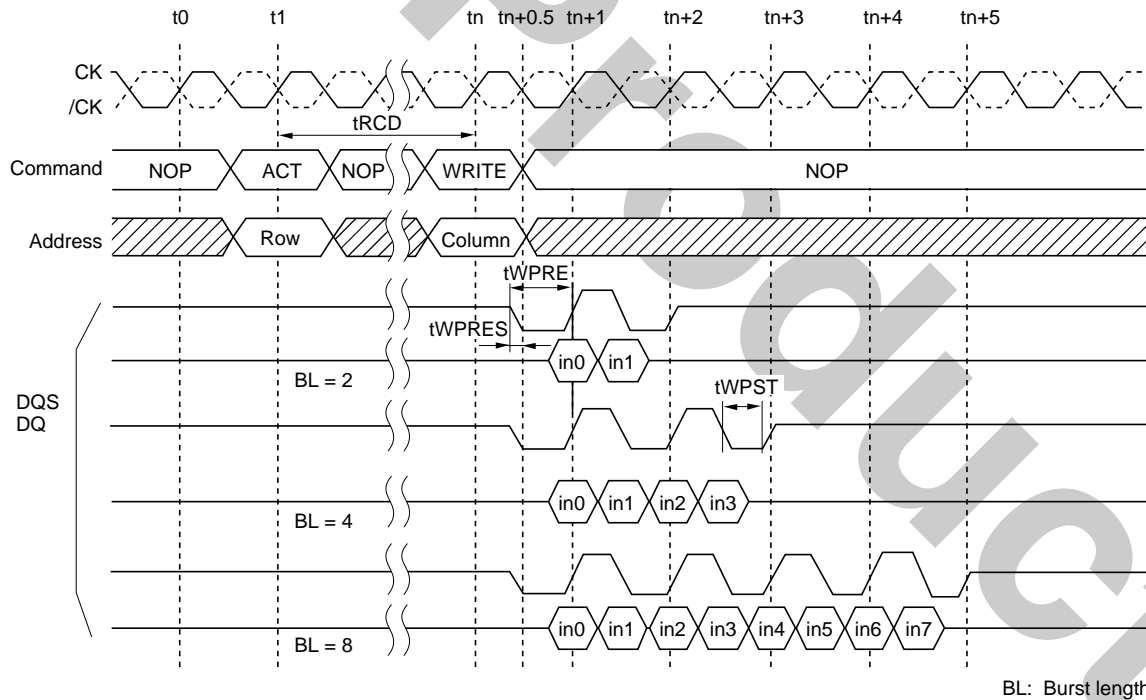 t0 t1 tn tn+0.5 tn+1 tn+2 tn+3 tn+4 tn+5
CK
/CK
tRCD
Command NOP ACT NOP WRITE NOP
Address Row Column
tWPRE
tWPRES
in0 in1
BL = 2
tWPST
DQS
DQ
in0 in1 in2 in3
BL = 4
in0 in1 in2 in3 in4 in5 in6 in7
BL = 8
BL: Burst length
Product